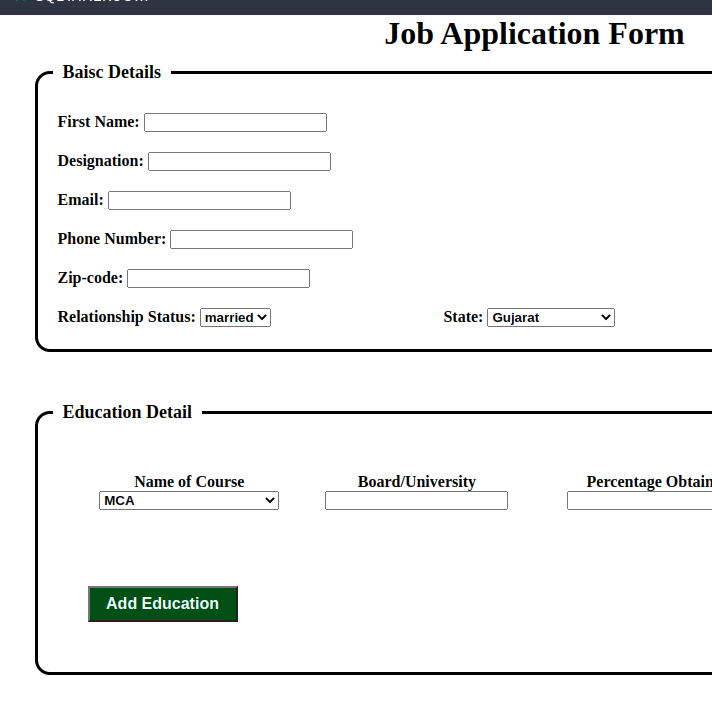 Job Application Form
Baisc Details
First Name:
Designation:
Email:
Phone Number:
Zip-code:
Relationship Status: married State: Gujarat
Education Detail
Name of Course Board/University Percentage Obtain
MCA
Add Education